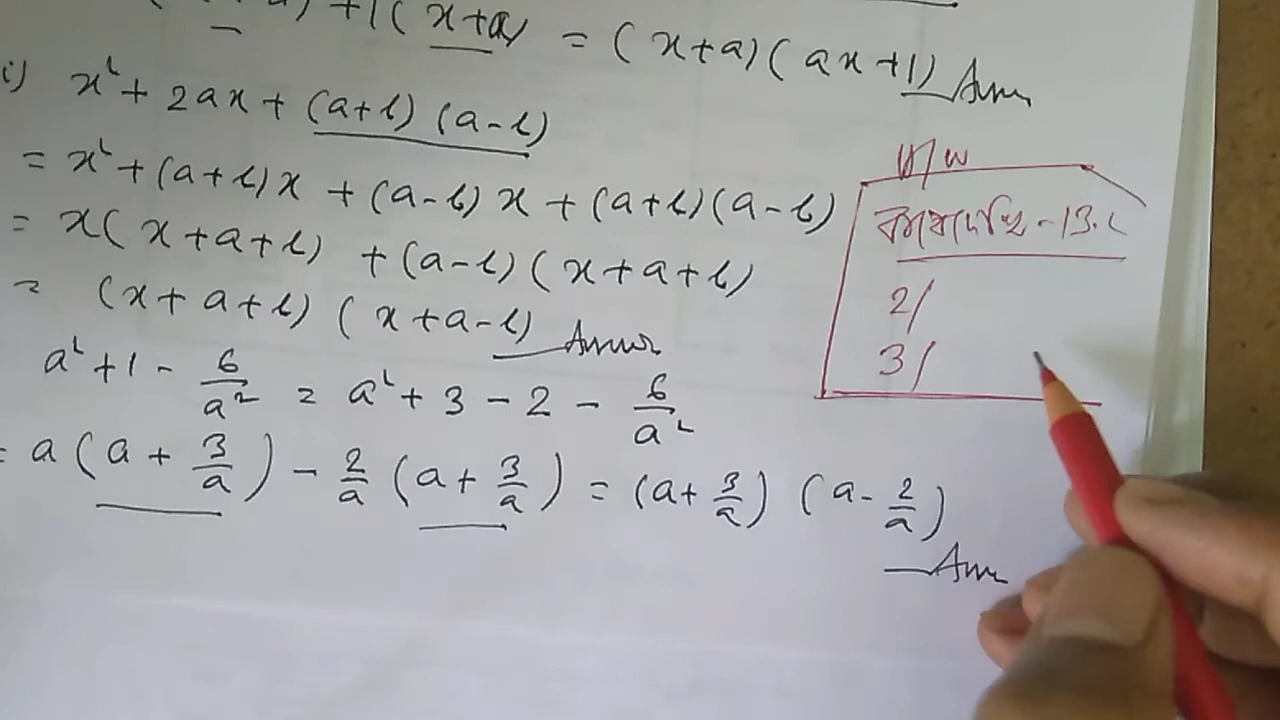 ) + 1(x+a) = (x+a)(ax+1) Ans
i) x² + 2ax + (a+b)(a-b)
= x² + (a+b)x + (a-b)x + (a+b)(a-b)
= x(x+a+b) + (a-b)(x+a+b)
= (x+a+b)(x+a-b) Answer
a² + 1 - 6/a² = a² + 3 - 2 - 6/a²
= a(a + 3/a) - 2/a (a + 3/a) = (a + 3/a)(a - 2/a)
Ans
H/W
- 13.
2/
3/